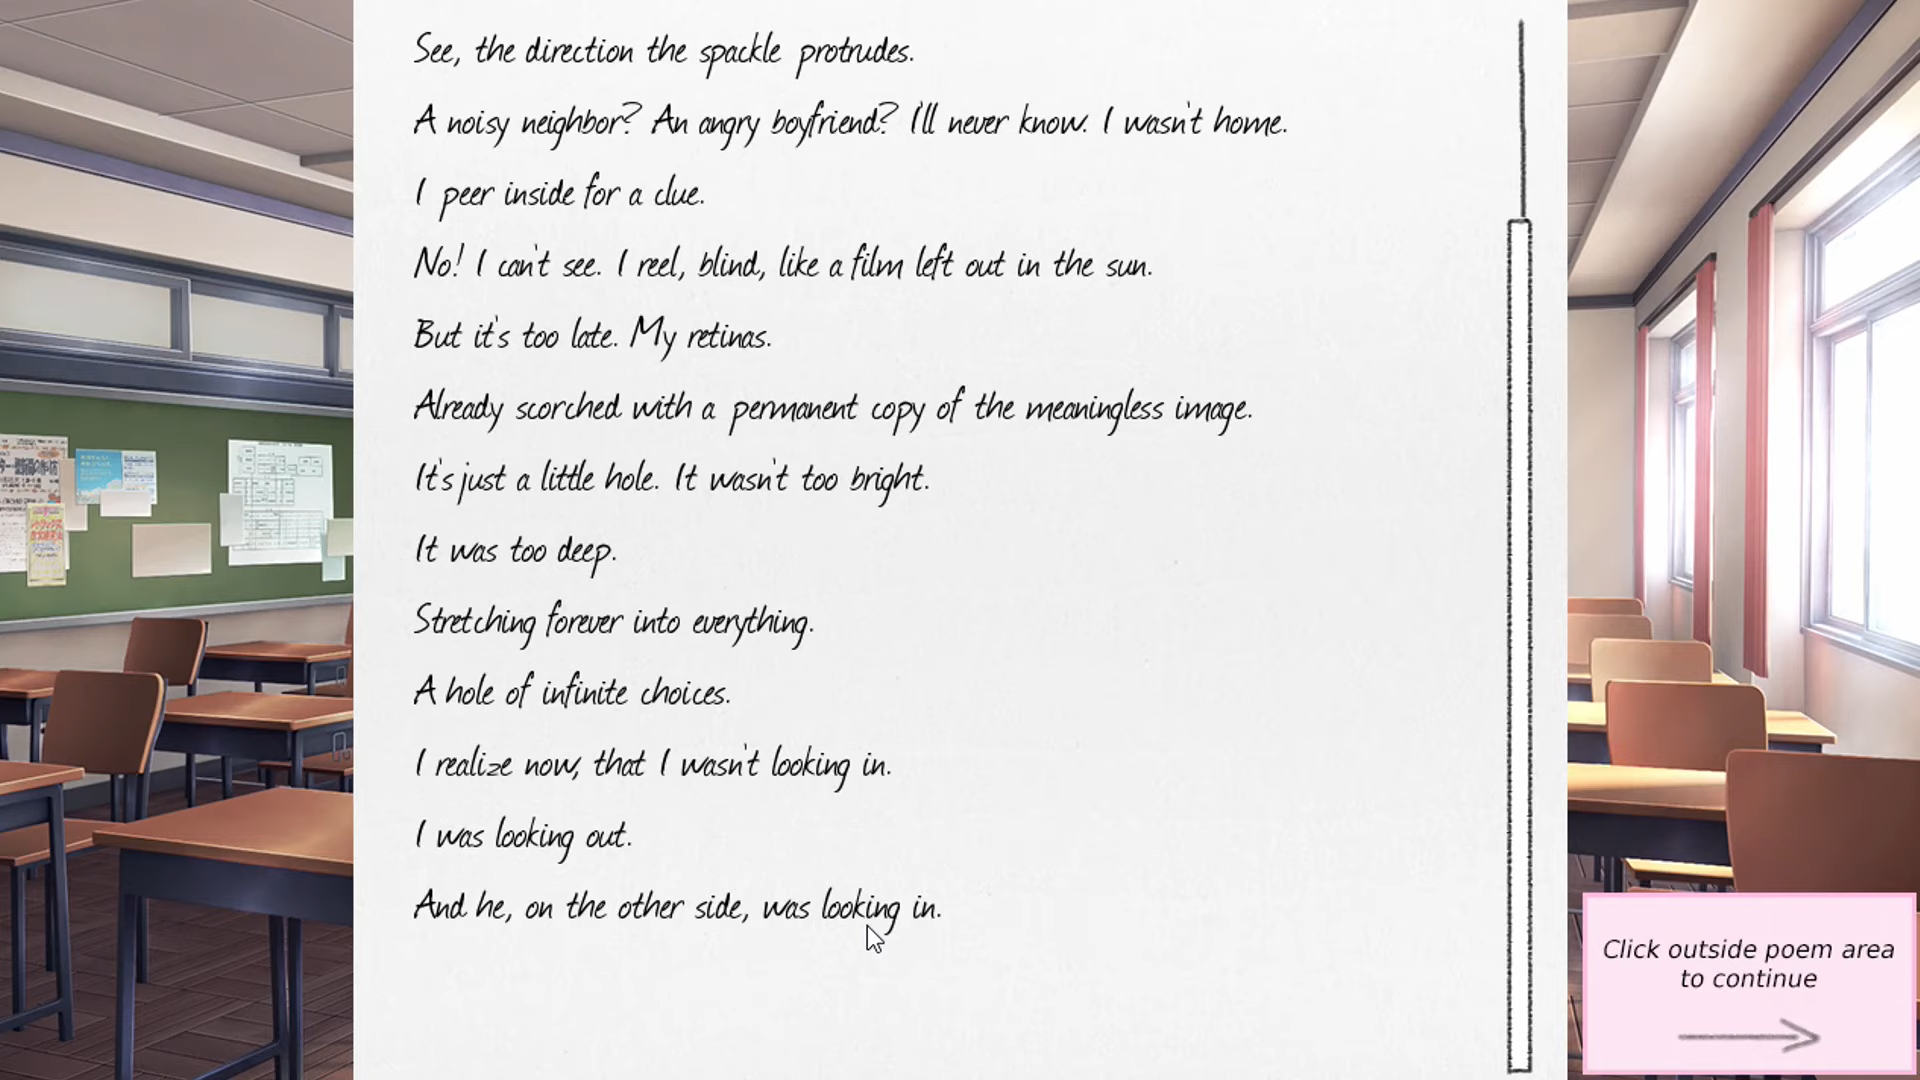 See, the direction the spackle protrudes.
A noisy neighbor? An angry boyfriend? I'll never know. I wasn't home.
I peer inside for a clue.
No! I can't see. I reel, blind, like a film left out in the sun.
But it's too late. My retinas.
Already scorched with a permanent copy of the meaningless image.
It's just a little hole. It wasn't too bright.
It was too deep.
Stretching forever into everything.
A hole of infinite choices.
I realize now, that I wasn't looking in.
I was looking out.
And he, on the other side, was looking in.
Click outside poem area
to continue